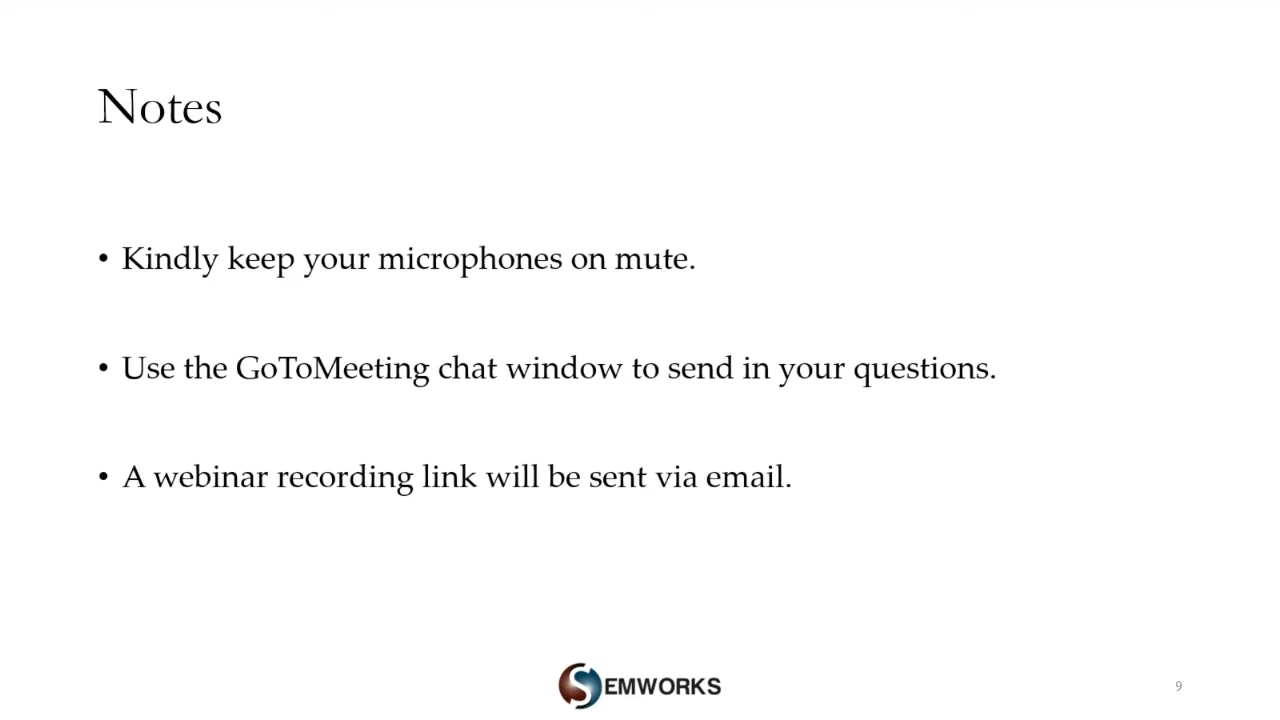 Notes
• Kindly keep your microphones on mute.
• Use the GoToMeeting chat window to send in your questions.
• A webinar recording link will be sent via email.
SEMWORKS
9